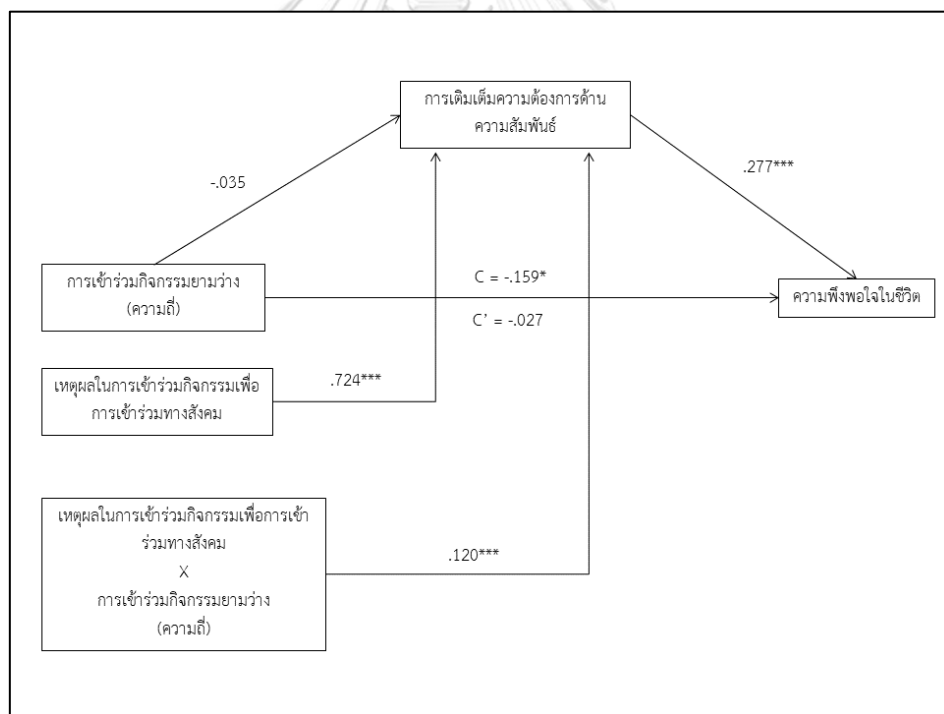 การเติมเต็มความต้องการด้าน
ความสัมพันธ์
-.035
.277***
การเข้าร่วมกิจกรรมยามว่าง
(ความถี่)
C = -.159*
C’ = -.027
ความพึงพอใจในชีวิต
เหตุผลในการเข้าร่วมกิจกรรมเพื่อ
การเข้าร่วมทางสังคม
.724***
เหตุผลในการเข้าร่วมกิจกรรมเพื่อการเข้า
ร่วมทางสังคม
X
การเข้าร่วมกิจกรรมยามว่าง
(ความถี่)
.120***